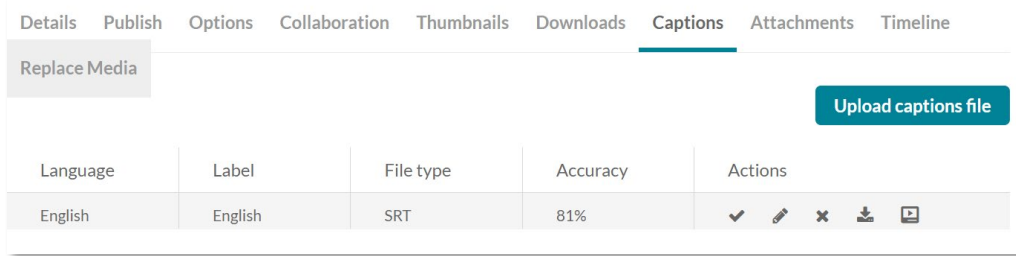 Details Publish Options Collaboration Thumbnails Downloads Captions Attachments Timeline
Replace Media
Upload captions file
Language Label File type Accuracy Actions
English English SRT 81%